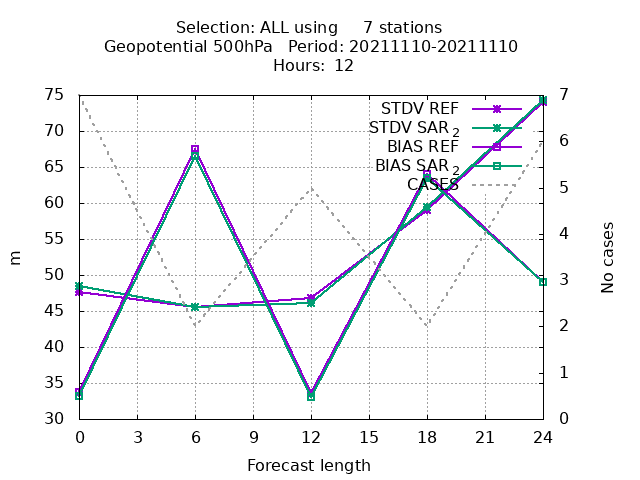 Selection: ALL using     7 stations
Geopotential 500hPa   Period: 20211110-20211110
Hours: 12
STDV REF
STDV SAR2
BIAS REF
BIAS SAR2
CASES
75
70
65
60
55
50
45
40
35
30
m
7
6
5
4
3
2
1
0
No cases
0 3 6 9 12 15 18 21 24
Forecast length